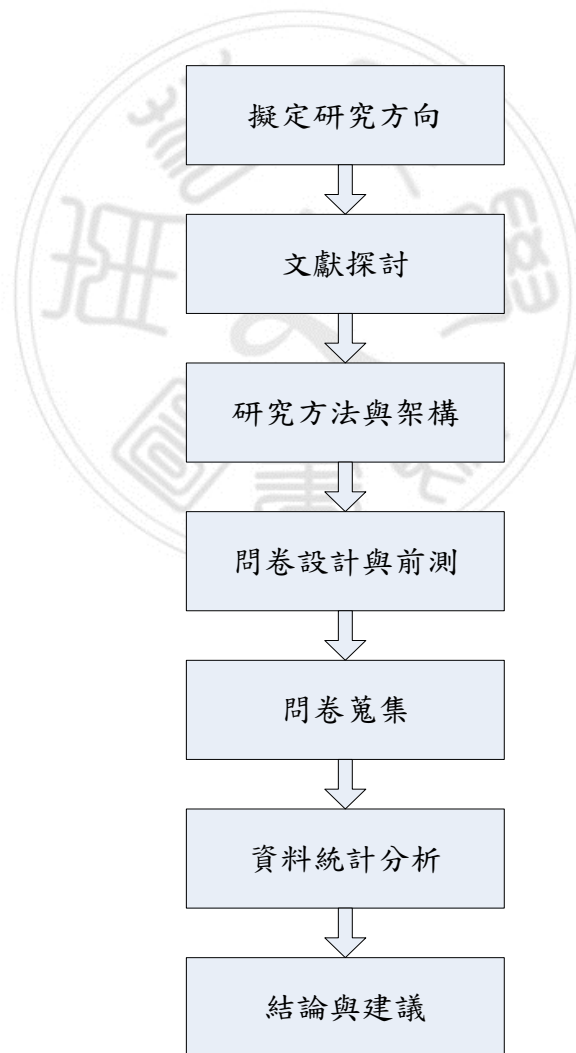 擬定研究方向
文獻探討
研究方法與架構
問卷設計與前測
問卷蒐集
資料統計分析
結論與建議